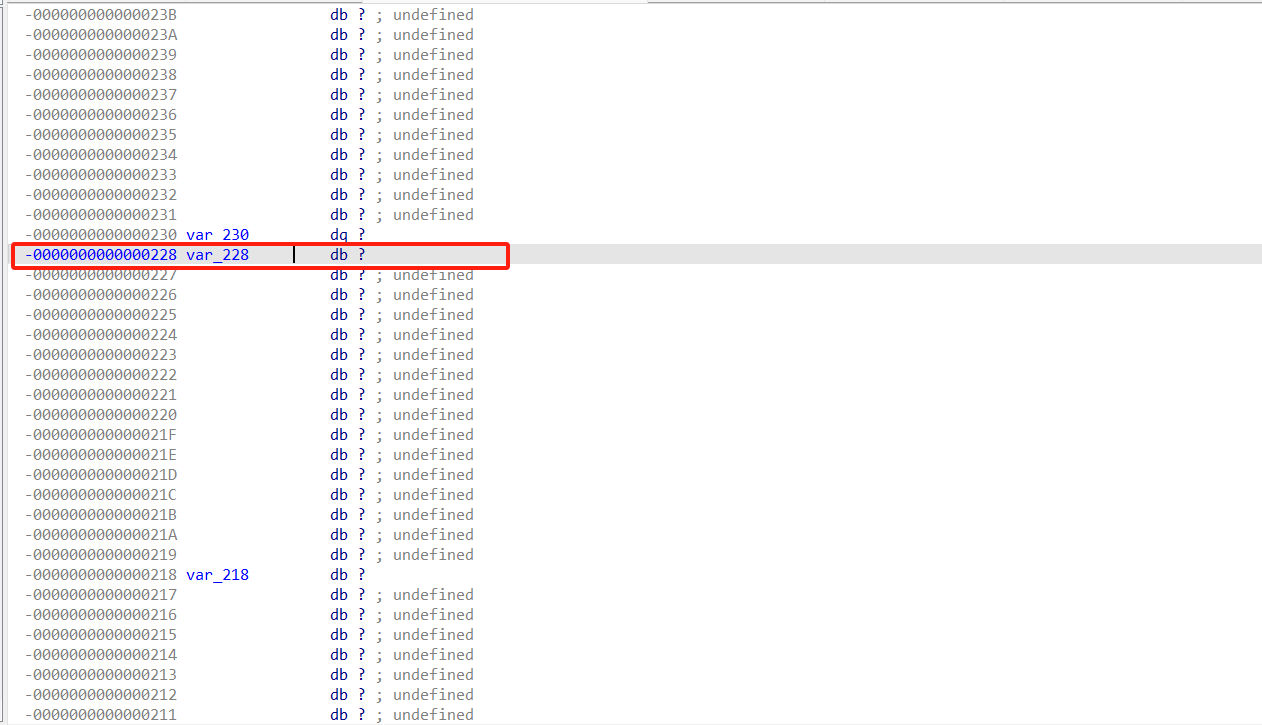 -000000000000023B db ? ; undefined
-000000000000023A db ? ; undefined
-0000000000000239 db ? ; undefined
-0000000000000238 db ? ; undefined
-0000000000000237 db ? ; undefined
-0000000000000236 db ? ; undefined
-0000000000000235 db ? ; undefined
-0000000000000234 db ? ; undefined
-0000000000000233 db ? ; undefined
-0000000000000232 db ? ; undefined
-0000000000000231 db ? ; undefined
-0000000000000230 var_230 dq ?
-0000000000000228 var_228 db ?
-0000000000000227 db ? ; undefined
-0000000000000226 db ? ; undefined
-0000000000000225 db ? ; undefined
-0000000000000224 db ? ; undefined
-0000000000000223 db ? ; undefined
-0000000000000222 db ? ; undefined
-0000000000000221 db ? ; undefined
-0000000000000220 db ? ; undefined
-000000000000021F db ? ; undefined
-000000000000021E db ? ; undefined
-000000000000021D db ? ; undefined
-000000000000021C db ? ; undefined
-000000000000021B db ? ; undefined
-000000000000021A db ? ; undefined
-0000000000000219 db ? ; undefined
-0000000000000218 var_218 db ?
-0000000000000217 db ? ; undefined
-0000000000000216 db ? ; undefined
-0000000000000215 db ? ; undefined
-0000000000000214 db ? ; undefined
-0000000000000213 db ? ; undefined
-0000000000000212 db ? ; undefined
-0000000000000211 db ? ; undefined